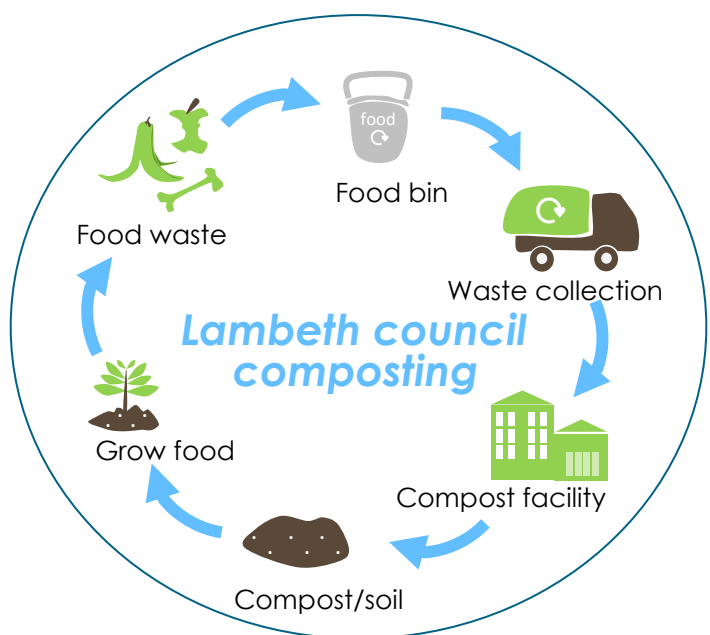 food
Food bin
Waste collection
Compost facility
Compost/soil
Grow food
Food waste
Lambeth council
composting